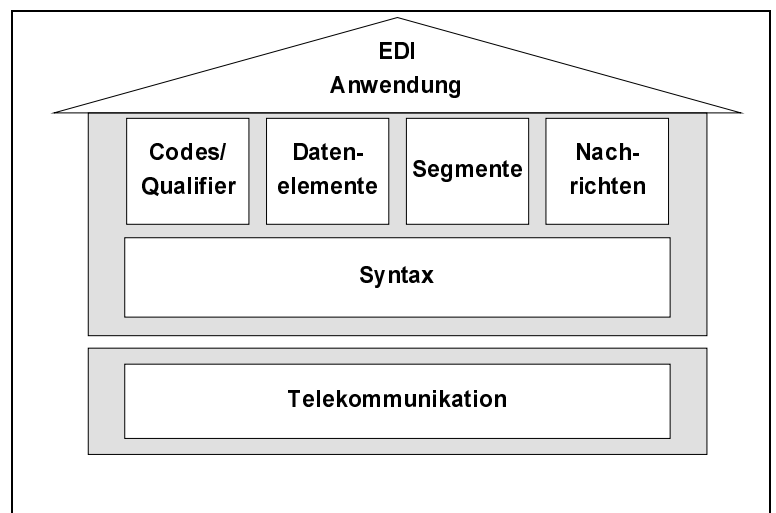 EDI
Anwendung
Codes/
Qualifier
Daten-
elemente
Segmente
Nach-
richten
Syntax
Telekommunikation